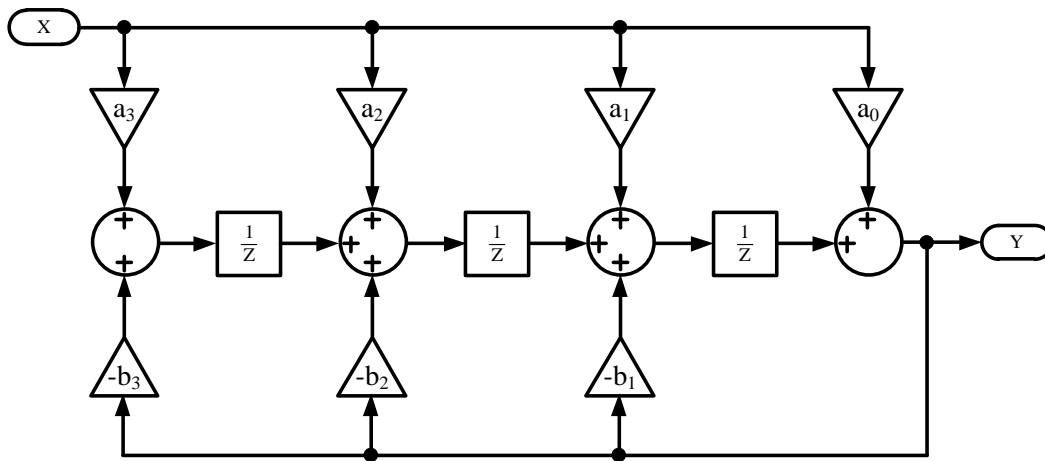 X
a₃ a₂ a₁ a₀
+ + + +
1/Z + 1/Z + 1/Z + Y
+ + +
-b₃ -b₂ -b₁